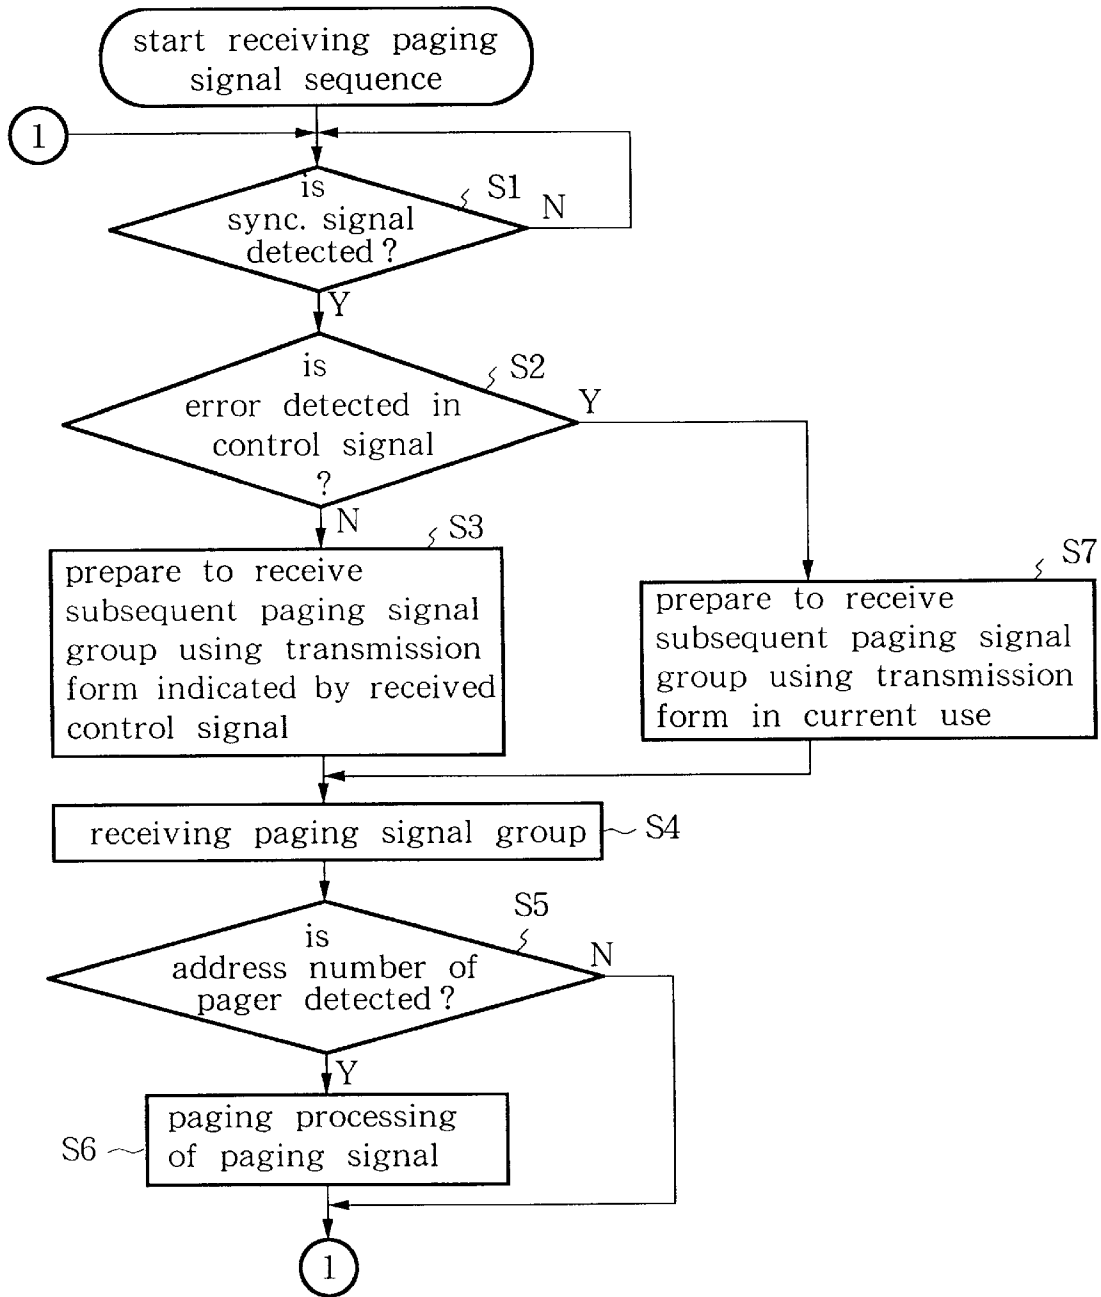 start receiving paging
signal sequence
1
is
sync. signal
detected?
S1
N
Y
is
error detected in
control signal
?
S2
Y
N
S3
prepare to receive
subsequent paging signal
group using transmission
form indicated by received
control signal
S7
prepare to receive
subsequent paging signal
group using transmission
form in current use
receiving paging signal group
S4
is
address number of
pager detected?
S5
N
Y
S6
paging processing
of paging signal
1